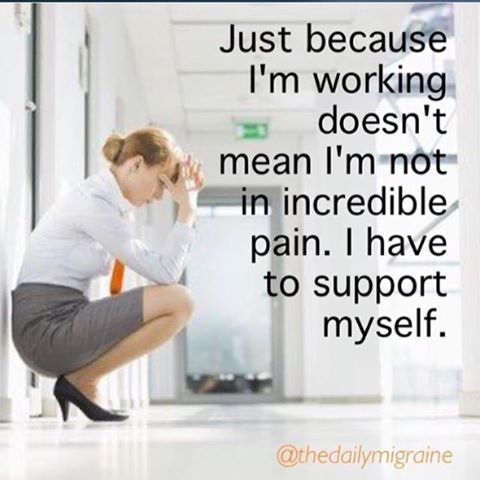 Just because
I'm working
doesn't
mean I'm not
in incredible
pain. I have
to support
myself.
@thedailymigraine